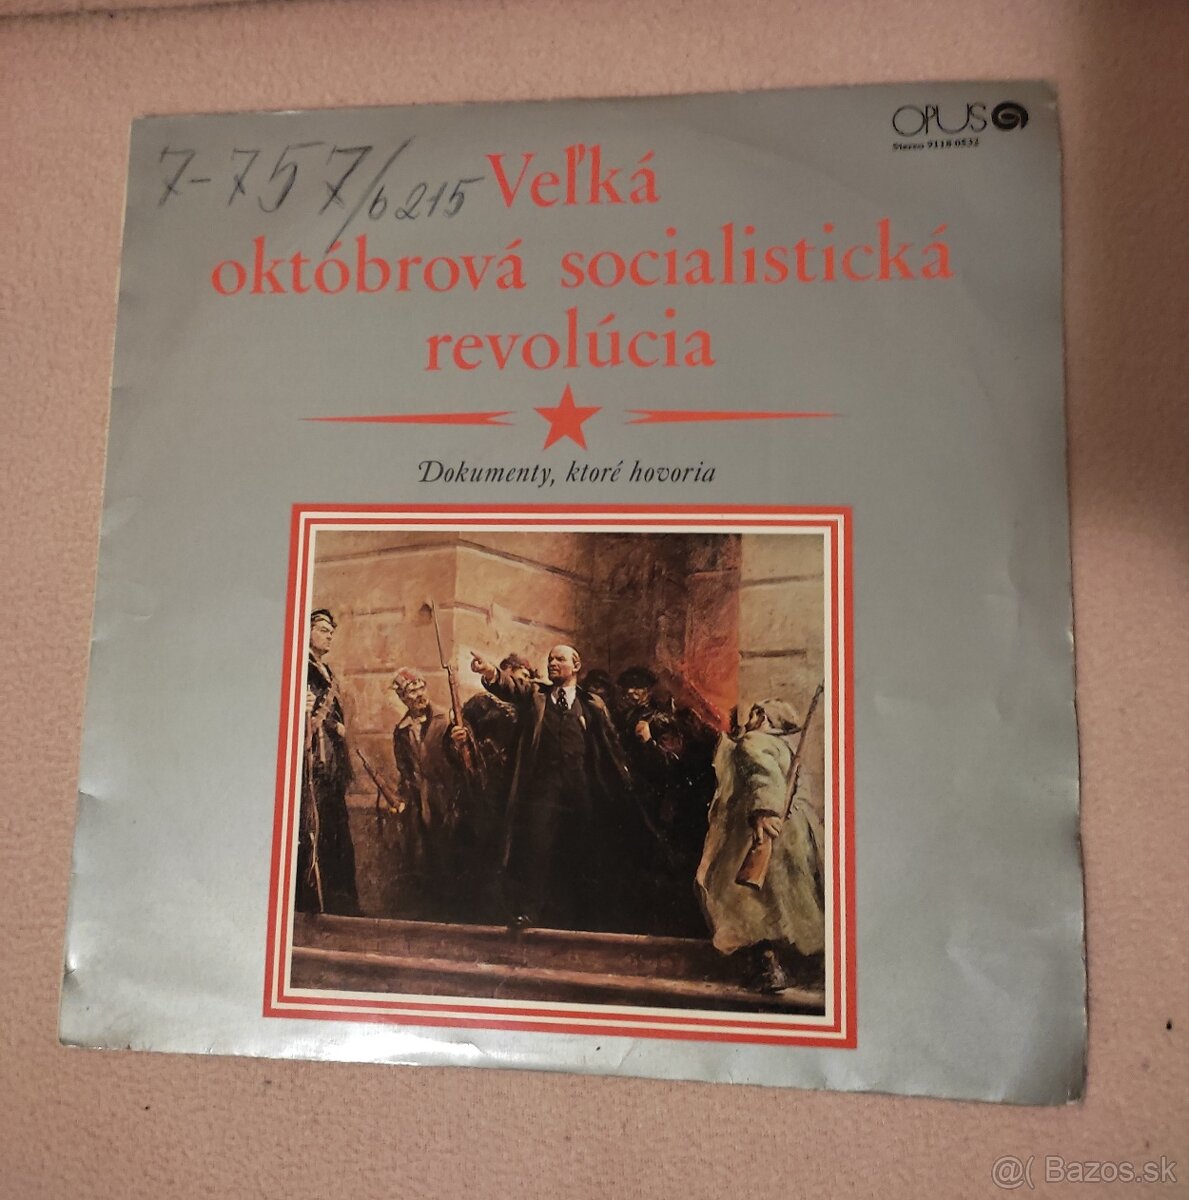 OPUS
Stereo 9118 0532
7-757/6215
Veľká
októbrová socialistická
revolúcia
Dokumenty, ktoré hovoria
@( Bazos.sk